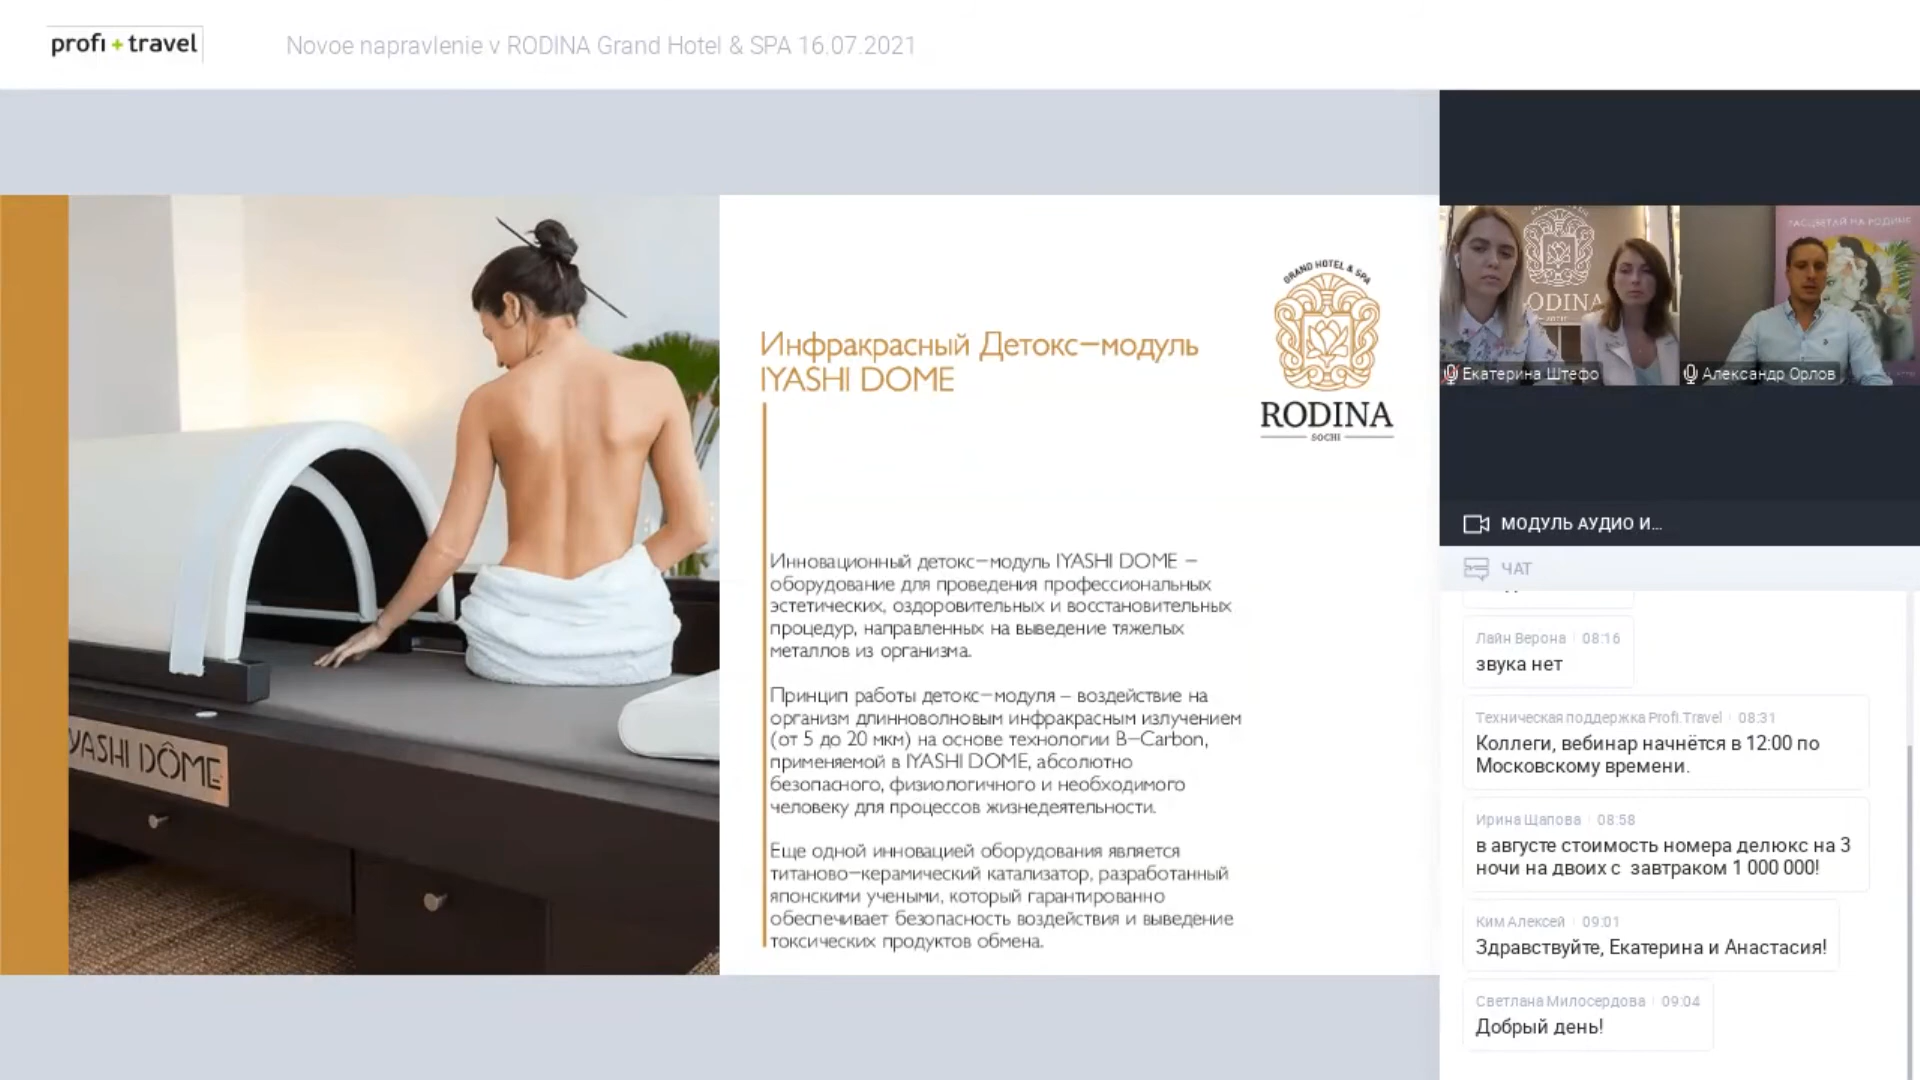 profi + travel
Novoe napravlenie v RODINA Grand Hotel & SPA 16.07.2021
YASHI DÔME
Инфракрасный Детокс–модуль
IYASHI DOME
GRAND HOTEL & SPA
RODINA
SOCHI
Инновационный детокс–модуль IYASHI DOME –
оборудование для проведения профессиональных
эстетических, оздоровительных и восстановительных
процедур, направленных на выведение тяжелых
металлов из организма.
Принцип работы детокс–модуля – воздействие на
организм длинноволновым инфракрасным излучением
(от 5 до 20 мкм) на основе технологии B–Carbon,
применяемой в IYASHI DOME, абсолютно
безопасного, физиологичного и необходимого
человеку для процессов жизнедеятельности.
Еще одной инновацией оборудования является
титаново–керамический катализатор, разработанный
японскими учеными, который гарантированно
обеспечивает безопасность воздействия и выведение
токсических продуктов обмена.
ODINA
РАСЦВЕТАЙ НА РОДИНЕ
Екатерина Штефо
Александр Орлов
МОДУЛЬ АУДИО И...
ЧАТ
Лайн Верона 08:16
звука нет
Техническая поддержка Profi.Travel 08:31
Коллеги, вебинар начнётся в 12:00 по
Московскому времени.
Ирина Щапова 08:58
в августе стоимость номера делюкс на 3
ночи на двоих с завтраком 1 000 000!
Ким Алексей 09:01
Здравствуйте, Екатерина и Анастасия!
Светлана Милосердова 09:04
Добрый день!